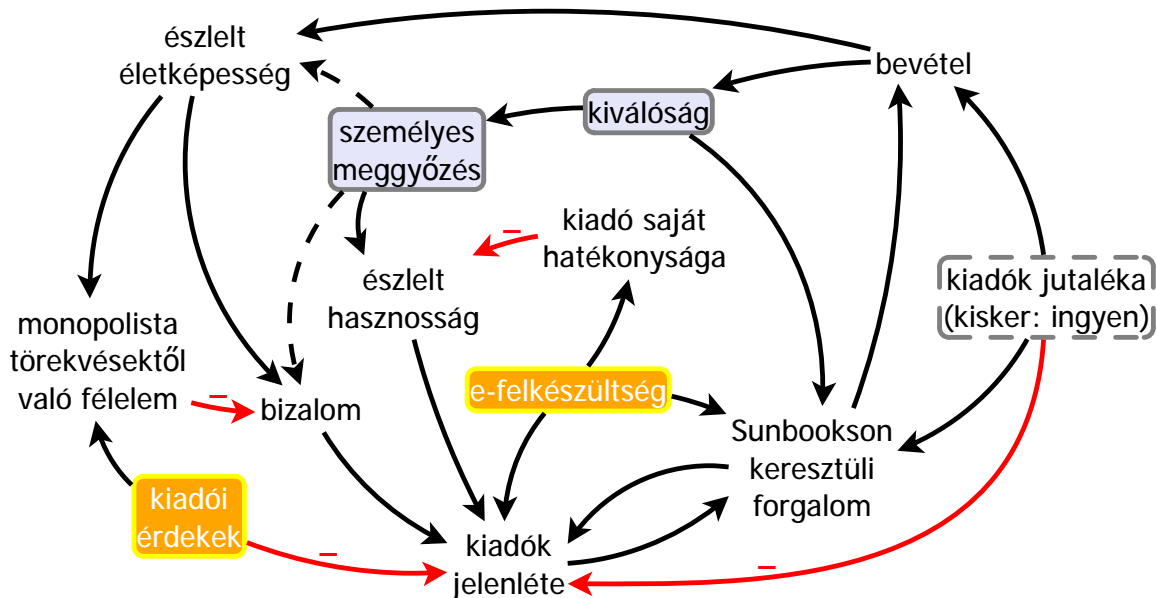 észlelt
életképesség
bevétel
személyes
meggyőzés
kiválóság
kiadó saját
hatékonysága
–
észlelt
hasznosság
kiadók jutaléka
(kisker: ingyen)
monopolista
törekvésektől
való félelem
–
bizalom
e-felkészültség
Sunbookson
keresztüli
forgalom
kiadói
érdekek
–
kiadók
jelenléte
–